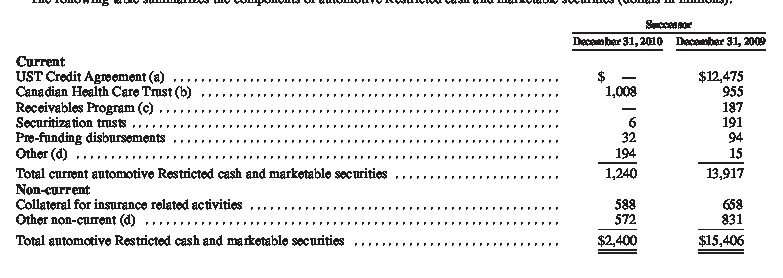 The following table summarizes the components of automotive Restricted cash and marketable securities (dollars in millions):
Successor
December 31, 2010 December 31, 2009
Current
UST Credit Agreement (a) $ — $12,475
Canadian Health Care Trust (b) 1,008 955
Receivables Program (c) — 187
Securitization trusts 6 191
Pre-funding disbursements 32 94
Other (d) 194 15
Total current automotive Restricted cash and marketable securities 1,240 13,917
Non-current
Collateral for insurance related activities 588 658
Other non-current (d) 572 831
Total automotive Restricted cash and marketable securities $2,400 $15,406